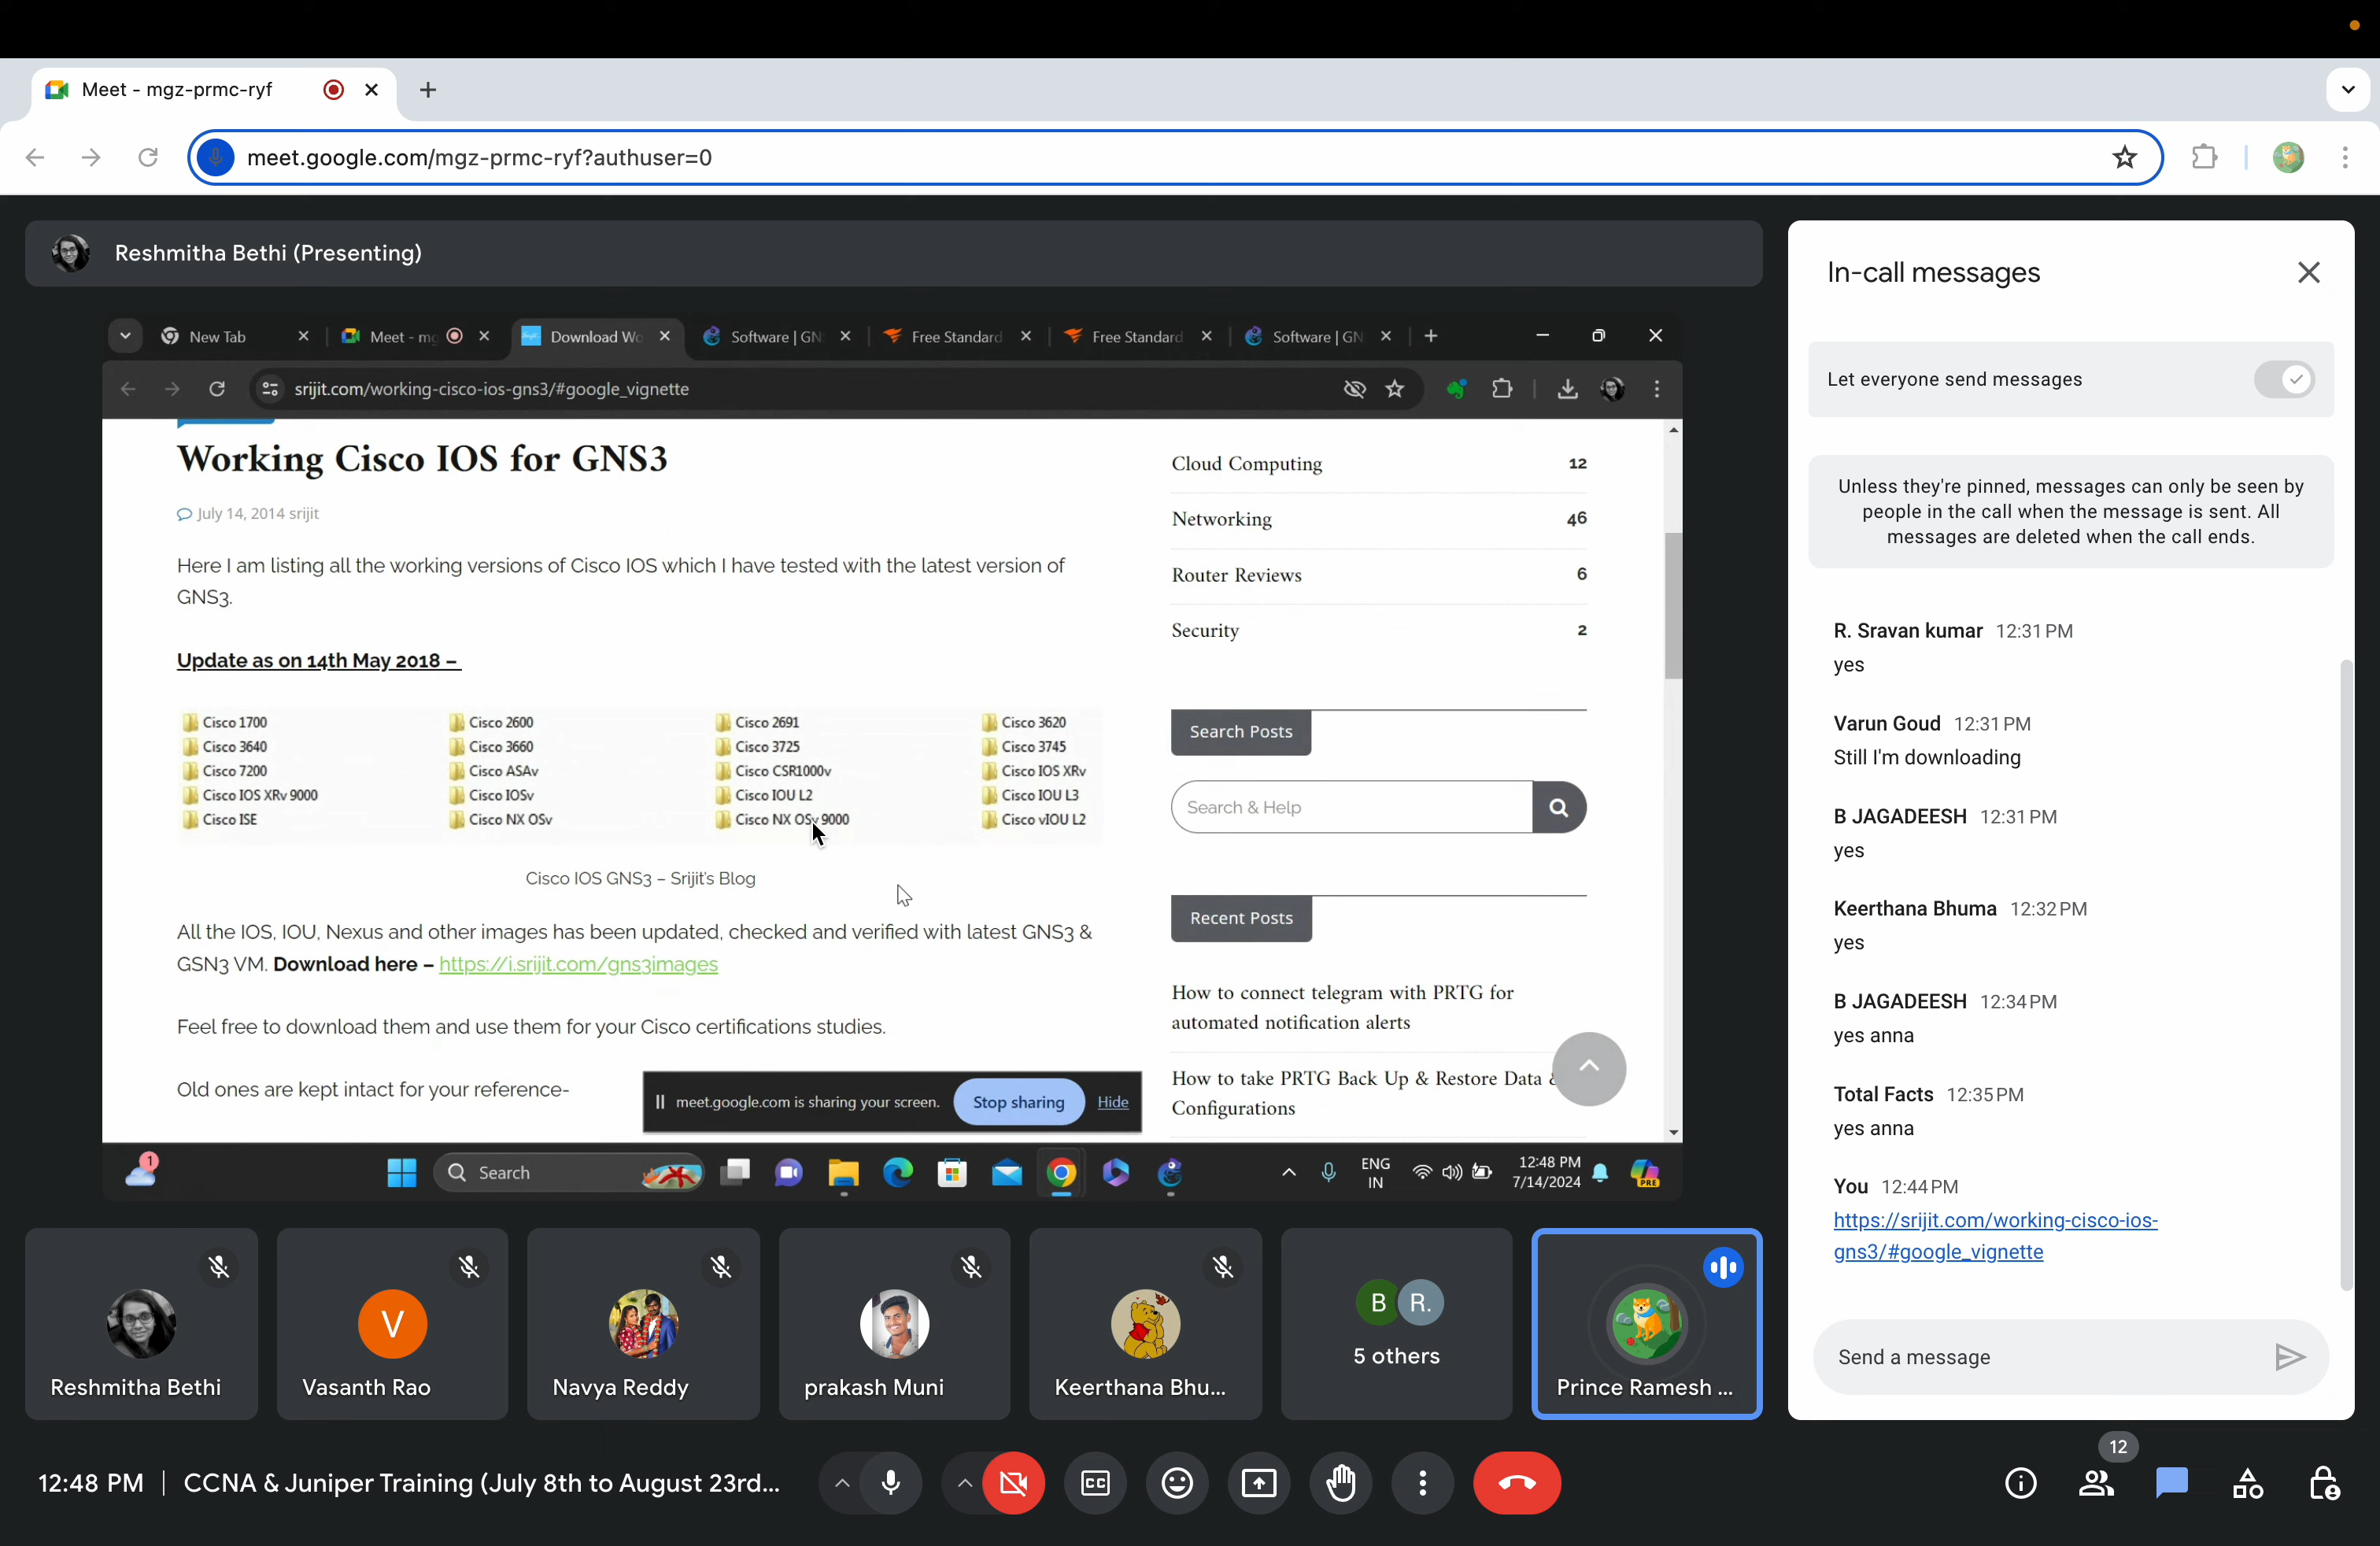 Meet - mgz-prmc-ryf
meet.google.com/mgz-prmc-ryf?authuser=0
Reshmitha Bethi (Presenting)
New Tab
Meet - mg
Download Wo
Software | GN
Free Standard
Free Standard
Software | GN
srijit.com/working-cisco-ios-gns3/#google_vignette
Working Cisco IOS for GNS3
July 14, 2014 srijit
Here I am listing all the working versions of Cisco IOS which I have tested with the latest version of
GNS3.
Update as on 14th May 2018 –
Cisco 1700 Cisco 2600 Cisco 2691 Cisco 3620
Cisco 3640 Cisco 3660 Cisco 3725 Cisco 3745
Cisco 7200 Cisco ASAv Cisco CSR1000v Cisco IOS XRv
Cisco IOS XRv 9000 Cisco IOSv Cisco IOU L2 Cisco IOU L3
Cisco ISE Cisco NX OSv Cisco NX OSv 9000 Cisco vIOU L2
Cisco IOS GNS3 – Srijit's Blog
All the IOS, IOU, Nexus and other images has been updated, checked and verified with latest GNS3 &
GSN3 VM. Download here – https://i.srijit.com/gns3images
Feel free to download them and use them for your Cisco certifications studies.
Old ones are kept intact for your reference-
Cloud Computing 12
Networking 46
Router Reviews 6
Security 2
Search Posts
Search & Help
Recent Posts
How to connect telegram with PRTG for
automated notification alerts
How to take PRTG Back Up & Restore Data &
Configurations
meet.google.com is sharing your screen. Stop sharing Hide
1
Search
ENG
IN
12:48 PM
7/14/2024
PRE
In-call messages
Let everyone send messages
Unless they're pinned, messages can only be seen by
people in the call when the message is sent. All
messages are deleted when the call ends.
R. Sravan kumar 12:31 PM
yes
Varun Goud 12:31 PM
Still I'm downloading
B JAGADEESH 12:31 PM
yes
Keerthana Bhuma 12:32 PM
yes
B JAGADEESH 12:34 PM
yes anna
Total Facts 12:35 PM
yes anna
You 12:44 PM
https://srijit.com/working-cisco-ios-
gns3/#google_vignette
Send a message
Reshmitha Bethi
V
Vasanth Rao
Navya Reddy
prakash Muni
Keerthana Bhu...
B R.
5 others
Prince Ramesh ...
12:48 PM | CCNA & Juniper Training (July 8th to August 23rd...
CC
12